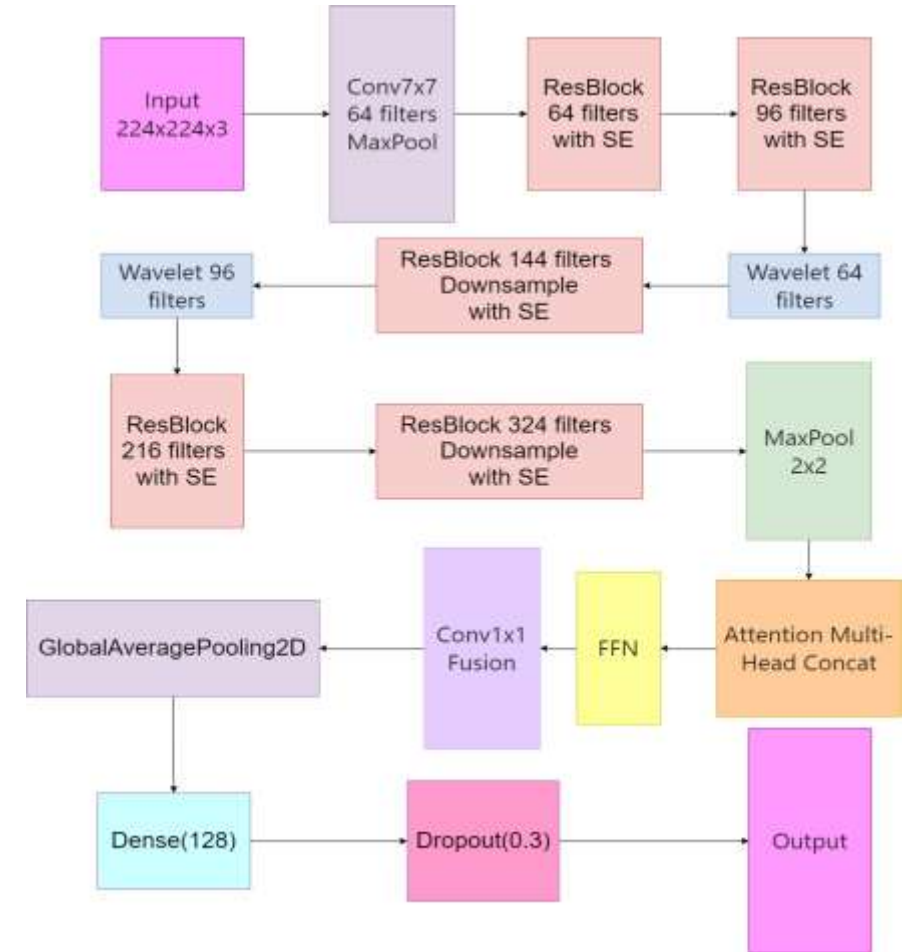 Input
224x224x3
Conv7x7
64 filters
MaxPool
ResBlock
64 filters
with SE
ResBlock
96 filters
with SE
Wavelet 64
filters
ResBlock 144 filters
Downsample
with SE
Wavelet 96
filters
ResBlock
216 filters
with SE
ResBlock 324 filters
Downsample
with SE
MaxPool
2x2
Attention Multi-
Head Concat
FFN
Conv1x1
Fusion
GlobalAveragePooling2D
Dense(128)
Dropout(0.3)
Output